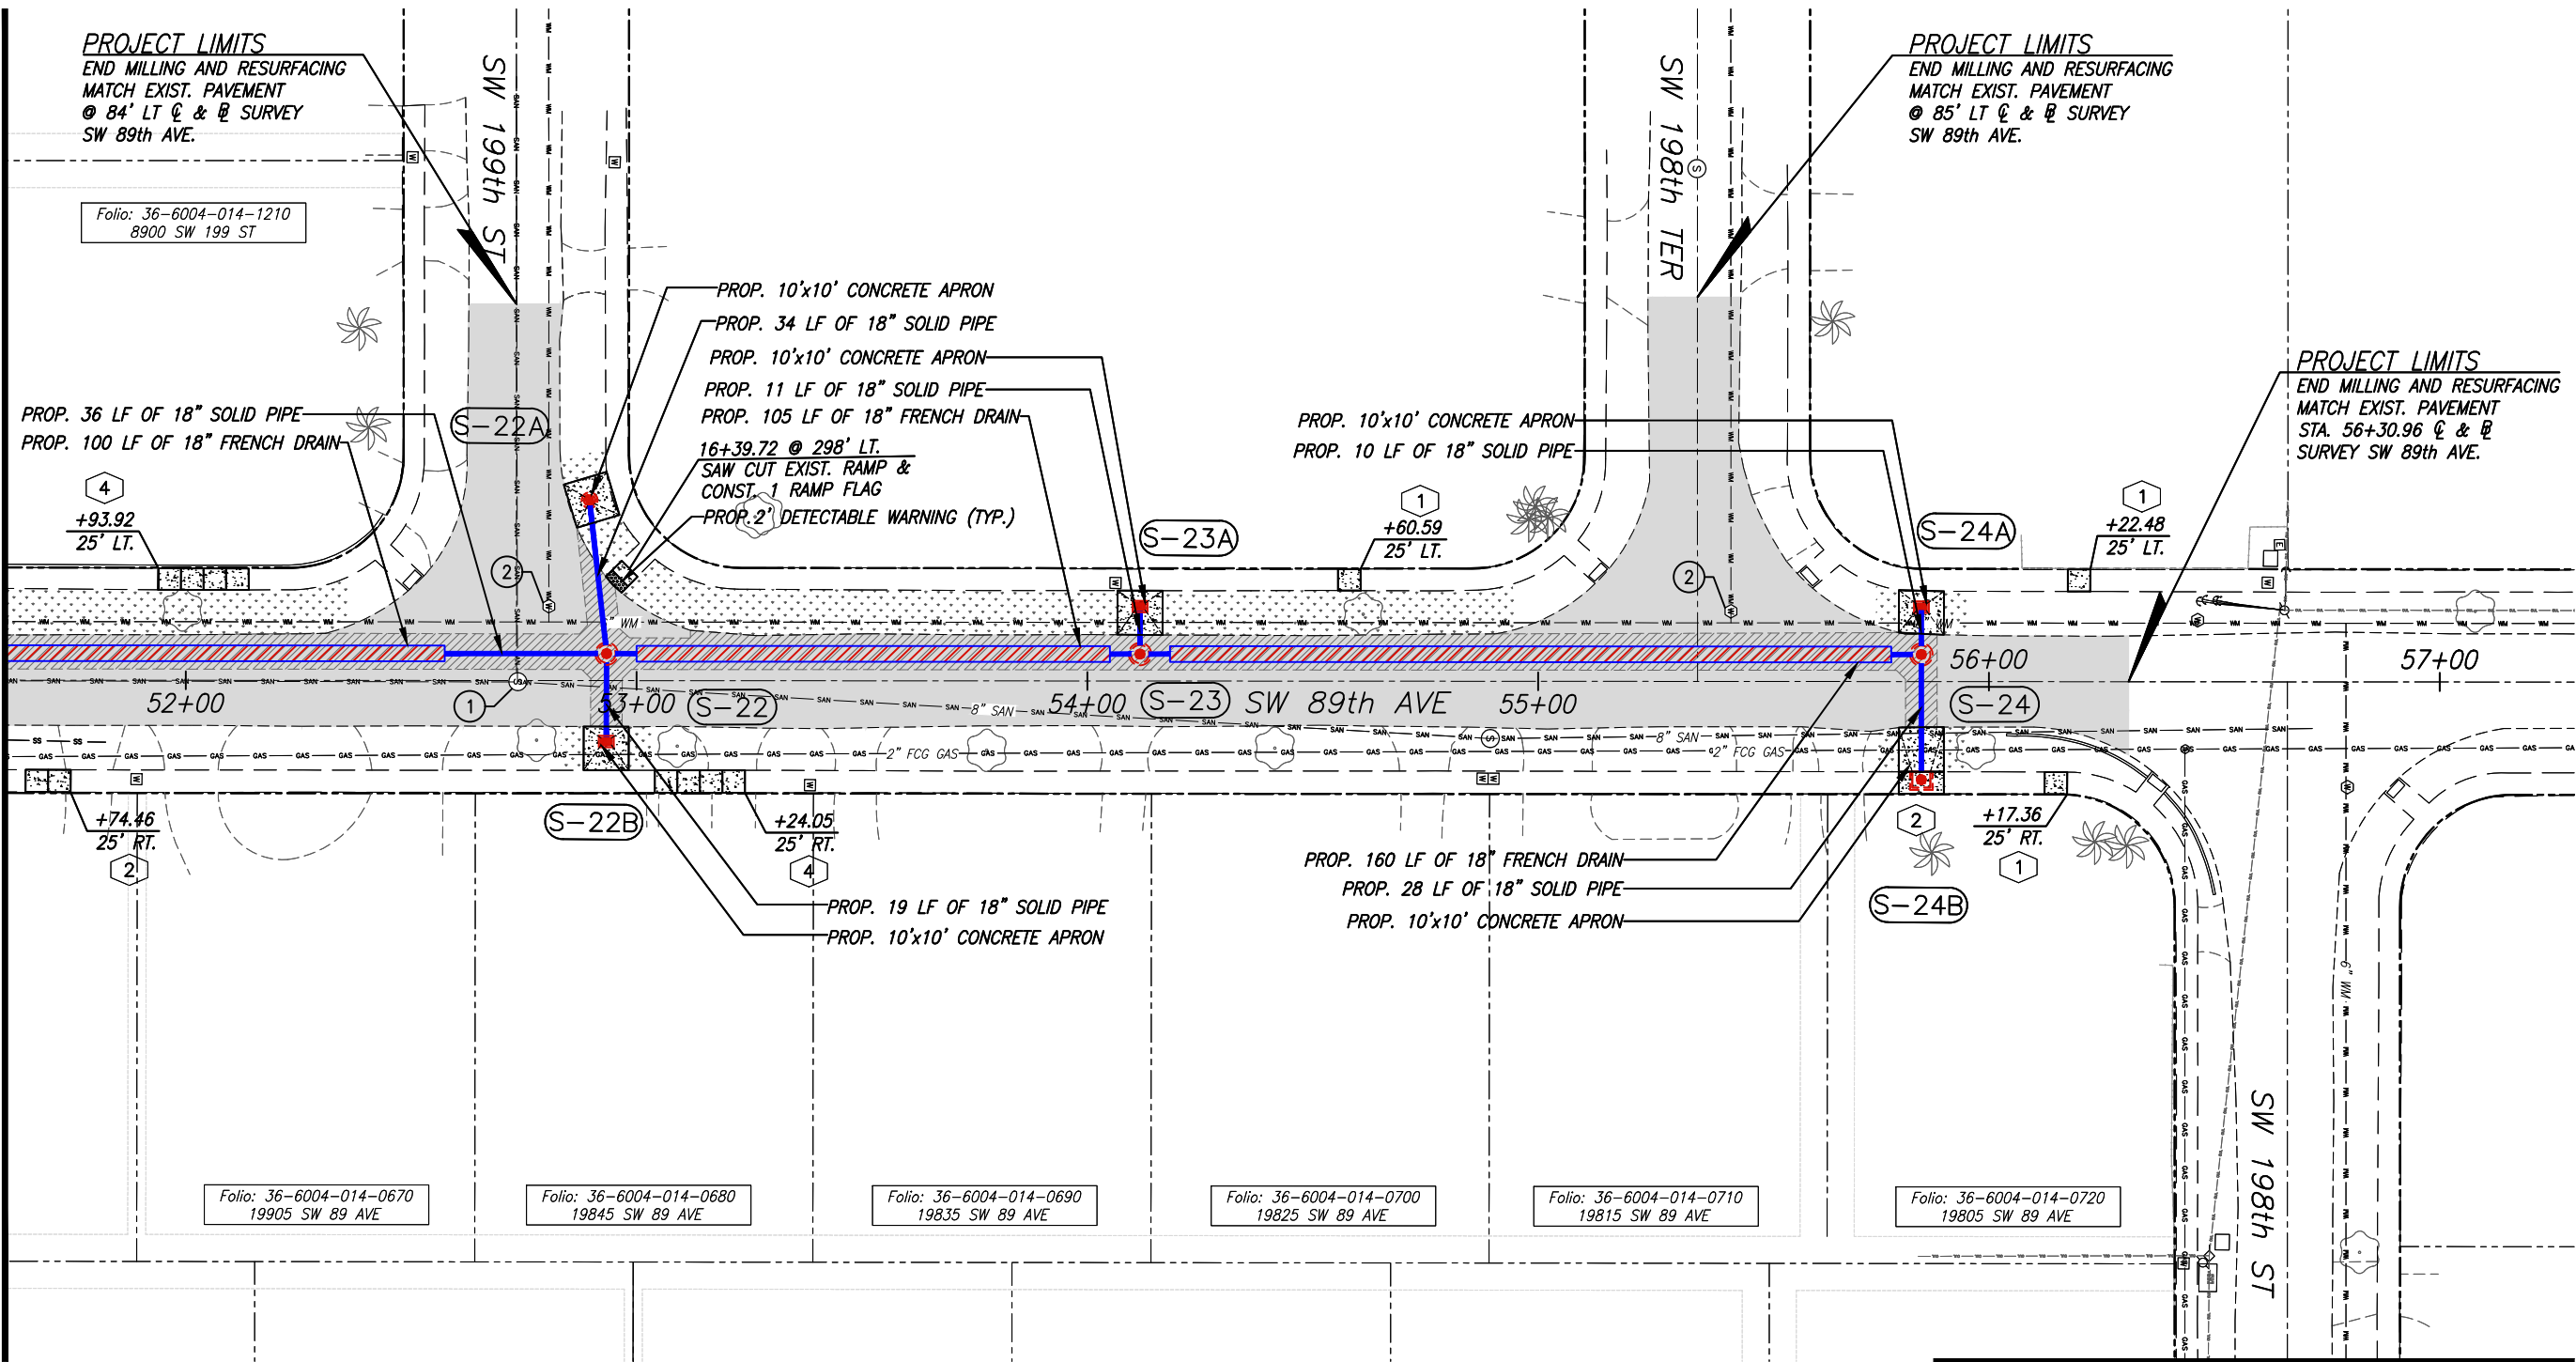 PROJECT LIMITS
END MILLING AND RESURFACING
MATCH EXIST. PAVEMENT
@ 84' LT ℄ & BL SURVEY
SW 89th AVE.
SW 199th ST
SW 198th TER
PROJECT LIMITS
END MILLING AND RESURFACING
MATCH EXIST. PAVEMENT
@ 85' LT ℄ & BL SURVEY
SW 89th AVE.
Folio: 36-6004-014-1210
8900 SW 199 ST
PROP. 10'x10' CONCRETE APRON
PROP. 34 LF OF 18" SOLID PIPE
PROP. 10'x10' CONCRETE APRON
PROP. 11 LF OF 18" SOLID PIPE
PROP. 105 LF OF 18" FRENCH DRAIN
16+39.72 @ 298' LT.
SAW CUT EXIST. RAMP &
CONST. 1 RAMP FLAG
PROP. 2' DETECTABLE WARNING (TYP.)
PROP. 36 LF OF 18" SOLID PIPE
PROP. 100 LF OF 18" FRENCH DRAIN
S-22A
PROP. 10'x10' CONCRETE APRON
PROP. 10 LF OF 18" SOLID PIPE
PROJECT LIMITS
END MILLING AND RESURFACING
MATCH EXIST. PAVEMENT
STA. 56+30.96 ℄ & BL
SURVEY SW 89th AVE.
4
+93.92
25' LT.
S-23A
1
+60.59
25' LT.
S-24A
1
+22.48
25' LT.
2
2
1
52+00
53+00
S-22
8" SAN
54+00
S-23
SW 89th AVE
55+00
S-24
56+00
57+00
2" FCG GAS
8" SAN
2" FCG GAS
+74.46
25' RT.
2
S-22B
+24.05
25' RT.
4
2
+17.36
25' RT.
1
S-24B
PROP. 160 LF OF 18" FRENCH DRAIN
PROP. 28 LF OF 18" SOLID PIPE
PROP. 10'x10' CONCRETE APRON
PROP. 19 LF OF 18" SOLID PIPE
PROP. 10'x10' CONCRETE APRON
6" WM
SW 198th ST
Folio: 36-6004-014-0670
19905 SW 89 AVE
Folio: 36-6004-014-0680
19845 SW 89 AVE
Folio: 36-6004-014-0690
19835 SW 89 AVE
Folio: 36-6004-014-0700
19825 SW 89 AVE
Folio: 36-6004-014-0710
19815 SW 89 AVE
Folio: 36-6004-014-0720
19805 SW 89 AVE